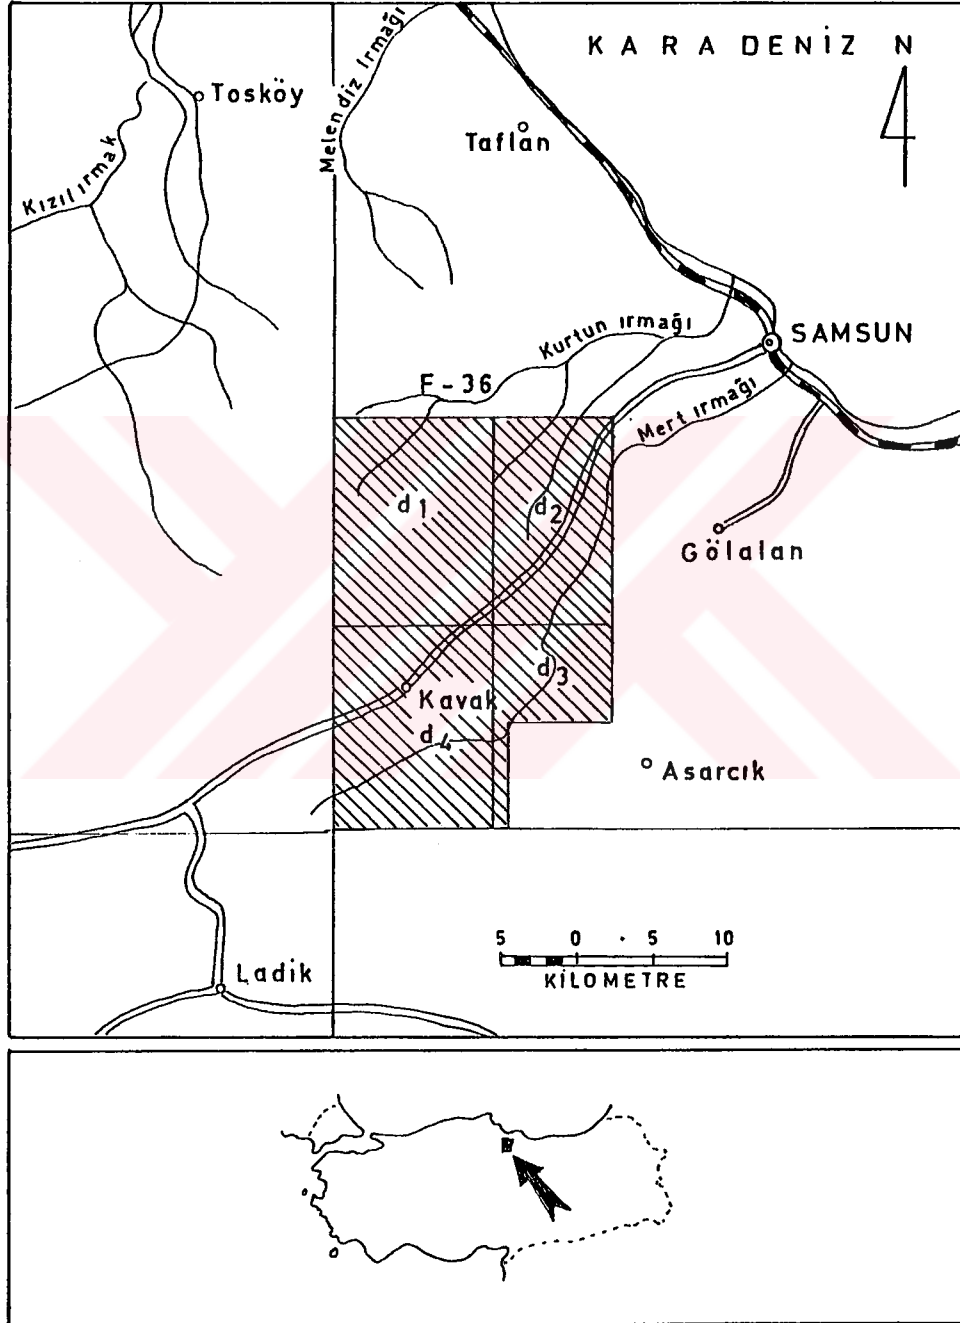 KARADENİZ N
Tosköy
Melendiz Irmağı
Taflan
Kızılırmak
Kurtun ırmağı
SAMSUN
F-36
Mert ırmağı
d1
d2
Gölalan
d3
Kavak
d4
Asarcık
5 0 5 10
KİLOMETRE
Ladik